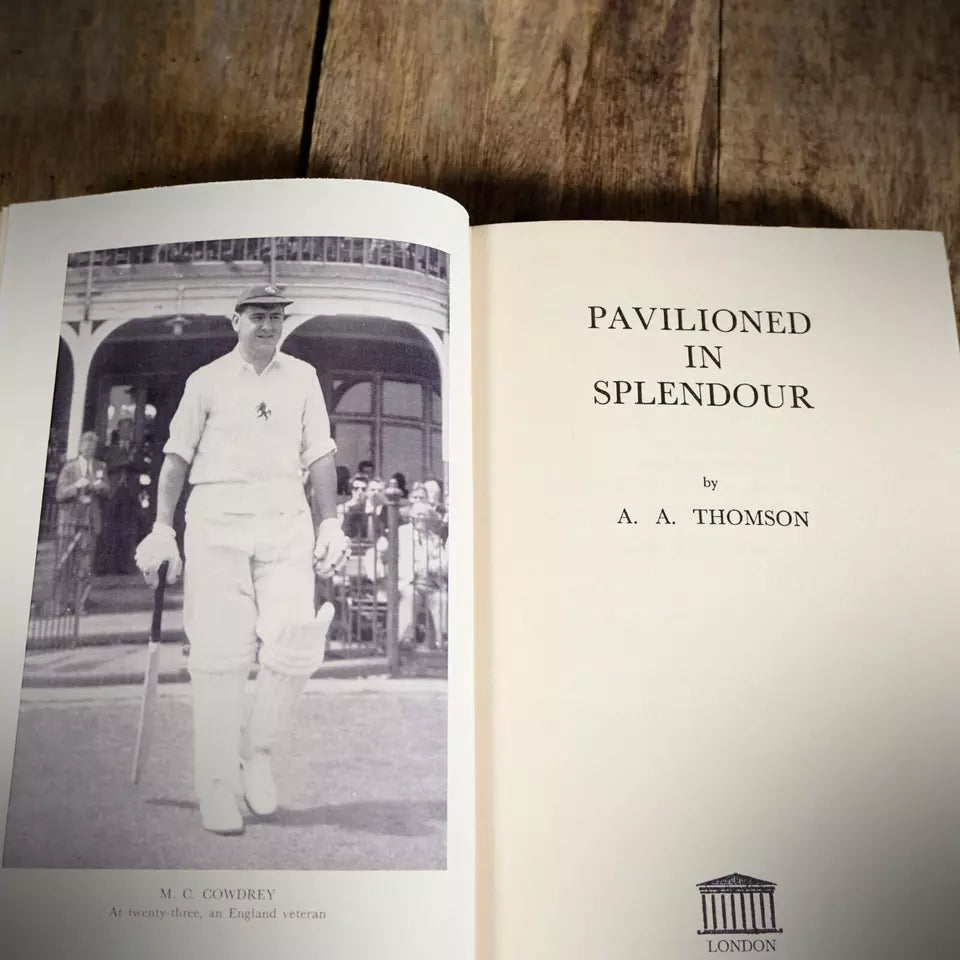 M. C. COWDREY
At twenty-three, an England veteran
PAVILIONED
IN
SPLENDOUR
by
A. A. THOMSON
LONDON